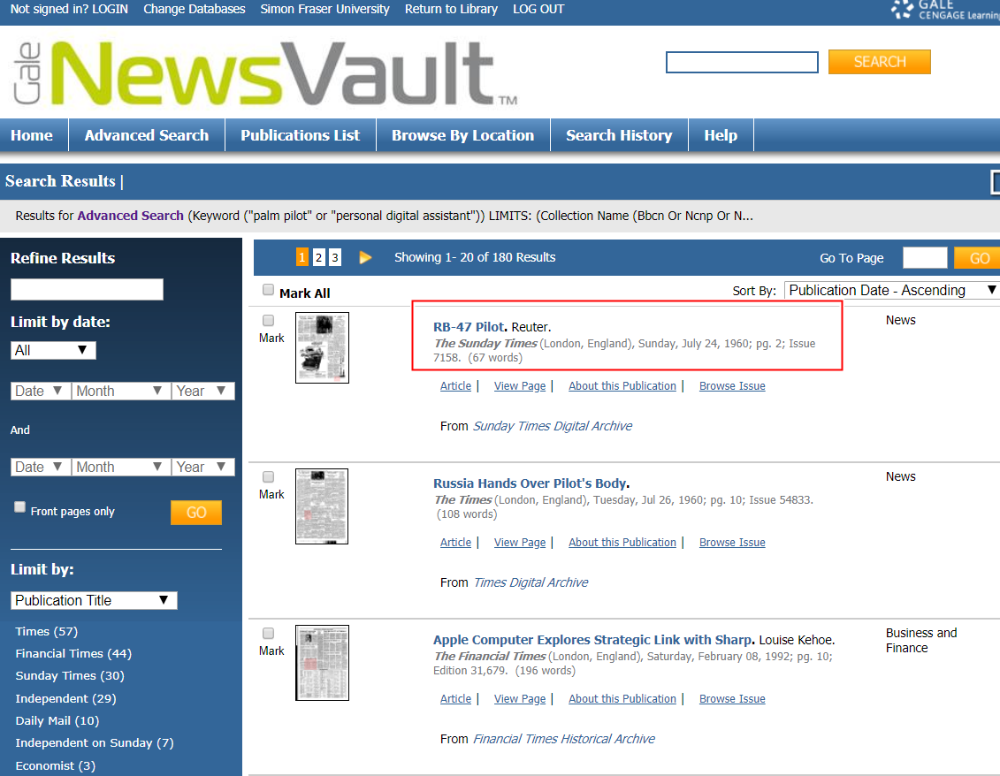 Not signed in? LOGIN Change Databases Simon Fraser University Return to Library LOG OUT
GALE
CENGAGE Learning
Gale NewsVault™
SEARCH
Home Advanced Search Publications List Browse By Location Search History Help
Search Results |
Results for Advanced Search (Keyword ("palm pilot" or "personal digital assistant")) LIMITS: (Collection Name (Bbcn Or Ncnp Or N...
Refine Results
Limit by date:
All ▼
Date ▼ Month ▼ Year ▼
And
Date ▼ Month ▼ Year ▼
Front pages only GO
Limit by:
Publication Title ▼
Times (57)
Financial Times (44)
Sunday Times (30)
Independent (29)
Daily Mail (10)
Independent on Sunday (7)
Economist (3)
1 2 3 Showing 1- 20 of 180 Results Go To Page GO
Mark All Sort By: Publication Date - Ascending ▼
Mark
RB-47 Pilot. Reuter.
The Sunday Times (London, England), Sunday, July 24, 1960; pg. 2; Issue
7158. (67 words)
News
Article | View Page | About this Publication | Browse Issue
From Sunday Times Digital Archive
Mark
Russia Hands Over Pilot's Body.
The Times (London, England), Tuesday, Jul 26, 1960; pg. 10; Issue 54833.
(108 words)
News
Article | View Page | About this Publication | Browse Issue
From Times Digital Archive
Mark
Apple Computer Explores Strategic Link with Sharp. Louise Kehoe.
The Financial Times (London, England), Saturday, February 08, 1992; pg. 10;
Edition 31,679. (196 words)
Business and
Finance
Article | View Page | About this Publication | Browse Issue
From Financial Times Historical Archive